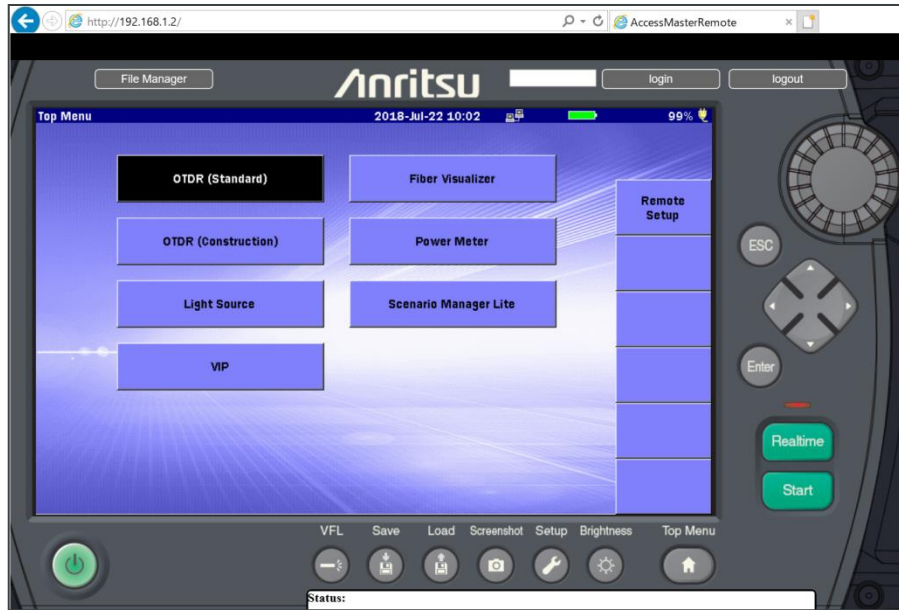 http://192.168.1.2/
AccessMasterRemote
File Manager
Anritsu
login
logout
Top Menu
2018-Jul-22 10:02
99%
OTDR (Standard)
Fiber Visualizer
Remote
Setup
OTDR (Construction)
Power Meter
ESC
Light Source
Scenario Manager Lite
VIP
Enter
Realtime
Start
VFL
Save
Load
Screenshot
Setup
Brightness
Top Menu
Status: